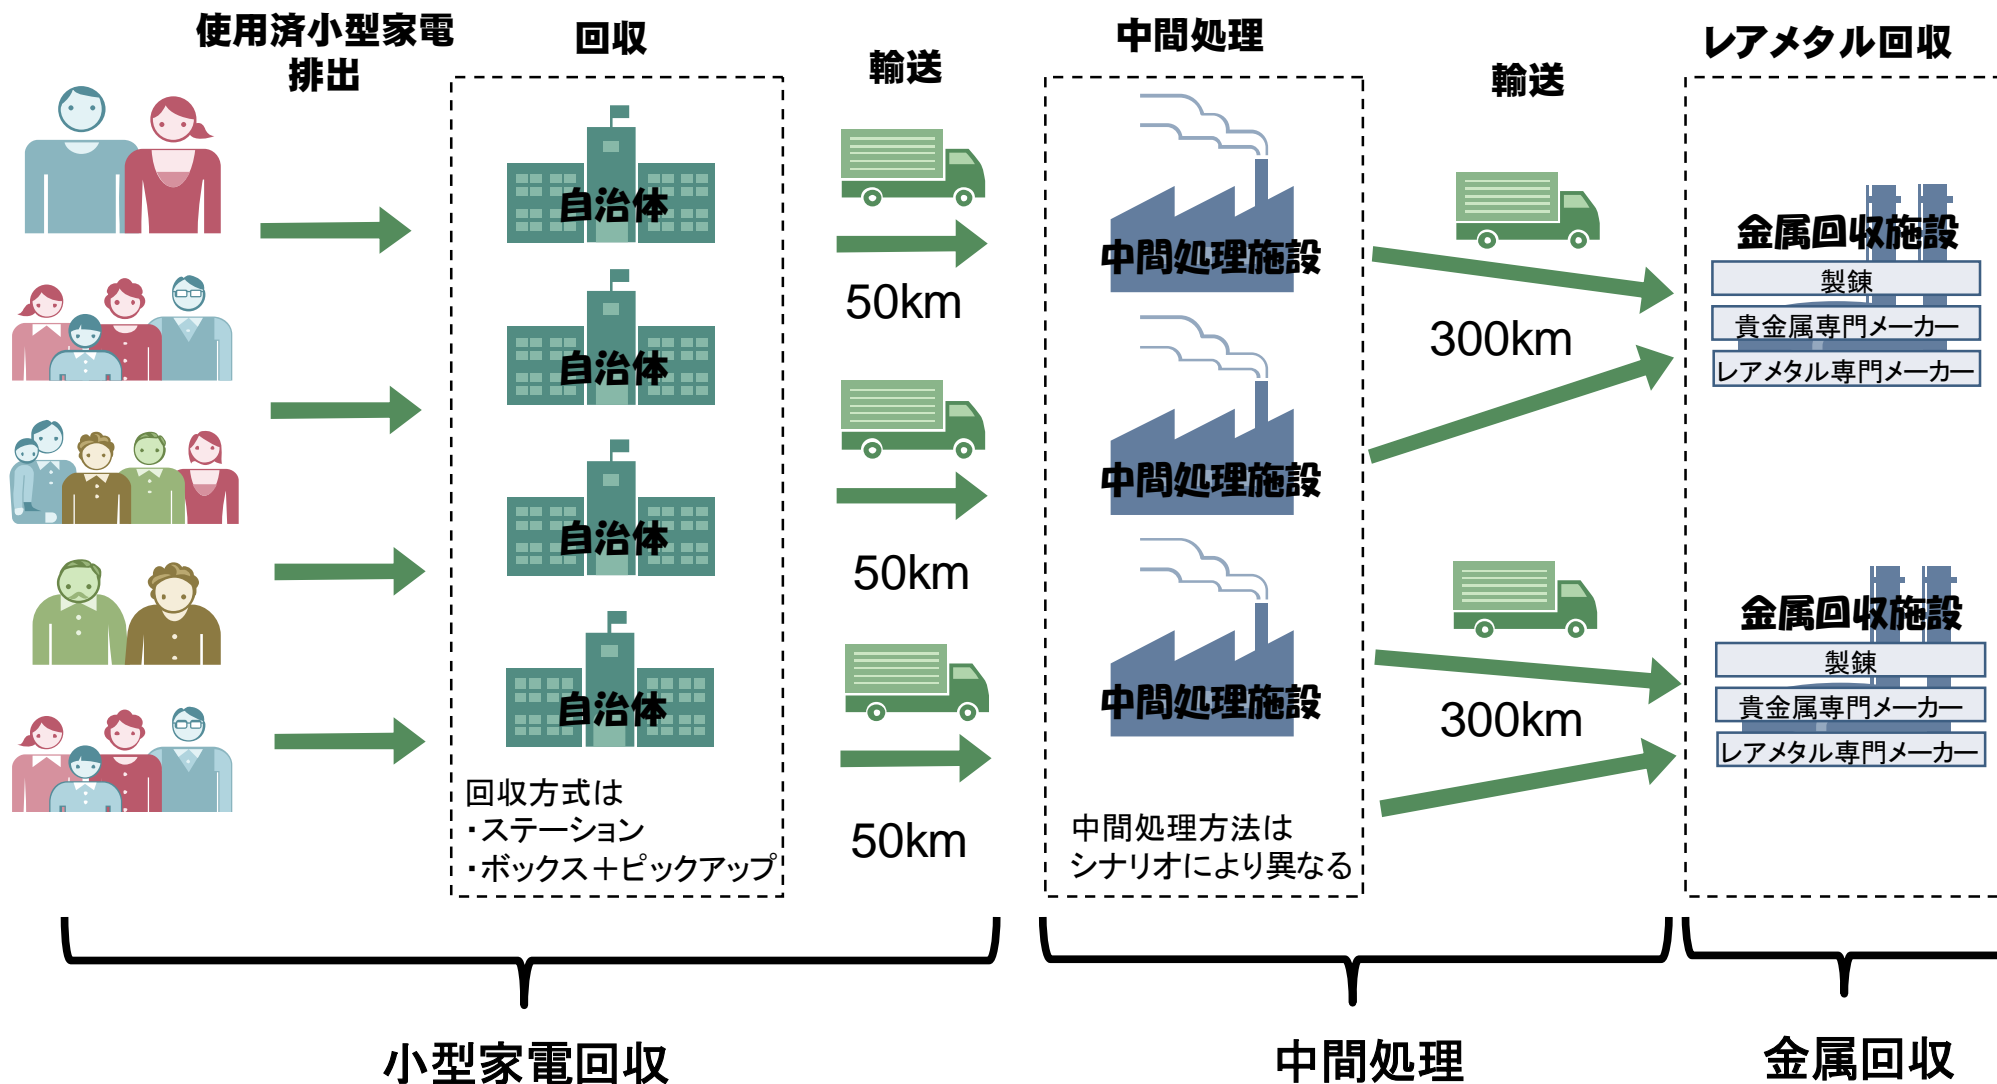 使用済小型家電
排出
回収
輸送
中間処理
輸送
レアメタル回収
自治体
自治体
自治体
自治体
回収方式は
・ステーション
・ボックス＋ピックアップ
50km
50km
50km
中間処理施設
中間処理施設
中間処理施設
中間処理方法は
シナリオにより異なる
300km
300km
金属回収施設
製錬
貴金属専門メーカー
レアメタル専門メーカー
金属回収施設
製錬
貴金属専門メーカー
レアメタル専門メーカー
小型家電回収
中間処理
金属回収